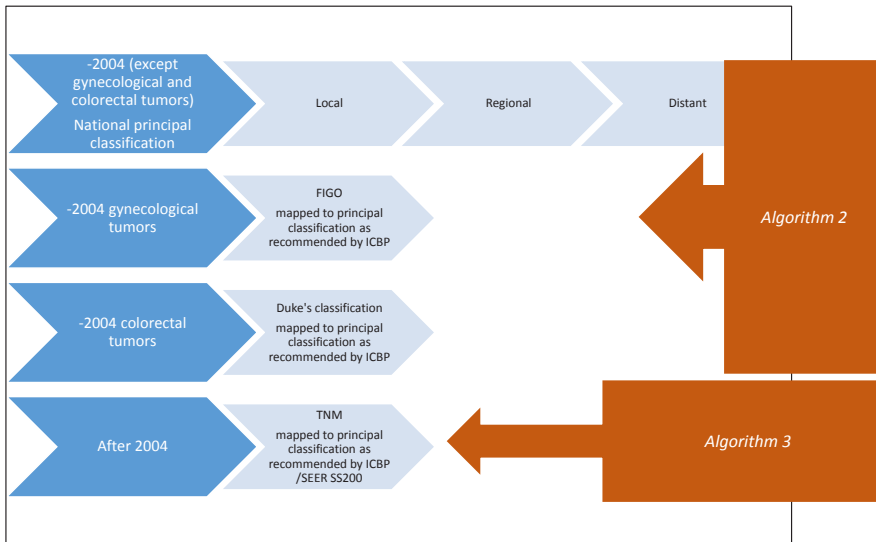 -2004 (except
gynecological and
colorectal tumors)
National principal
classification
Local
Regional
Distant
-2004 gynecological
tumors
FIGO
mapped to principal
classification as
recommended by ICBP
Algorithm 2
-2004 colorectal
tumors
Duke's classification
mapped to principal
classification as
recommended by ICBP
After 2004
TNM
mapped to principal
classification as
recommended by ICBP
/SEER SS200
Algorithm 3